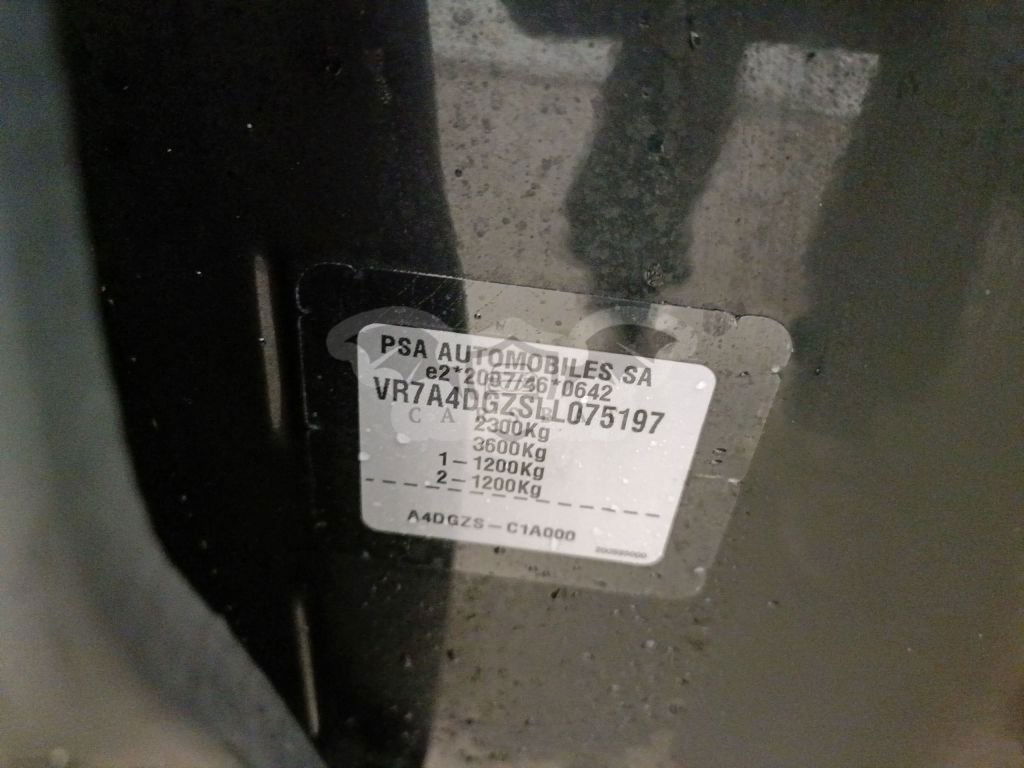 PSA AUTOMOBILES SA
e2*2007/46*0642
VR7A4DGZSLL075197
2300Kg
3600Kg
1-1200Kg
2-1200Kg
A4DGZS-C1A000